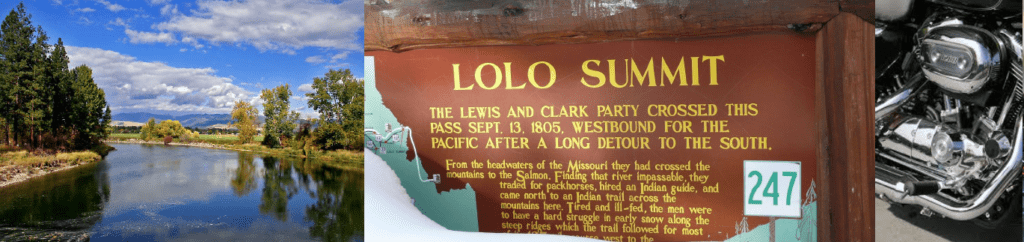 LOLO SUMMIT
THE LEWIS AND CLARK PARTY CROSSED THIS
PASS SEPT. 13, 1805, WESTBOUND FOR THE
PACIFIC AFTER A LONG DETOUR TO THE SOUTH.
From the headwaters of the Missouri they had crossed the
mountains to the Salmon. Finding that river impassable, they
traded for packhorses, hired an Indian guide, and
came north to an Indian trail across the
mountains here. Tired and ill-fed, the men were
to have a hard struggle in early snow along the
steep ridges which the trail followed for most
west to the
247